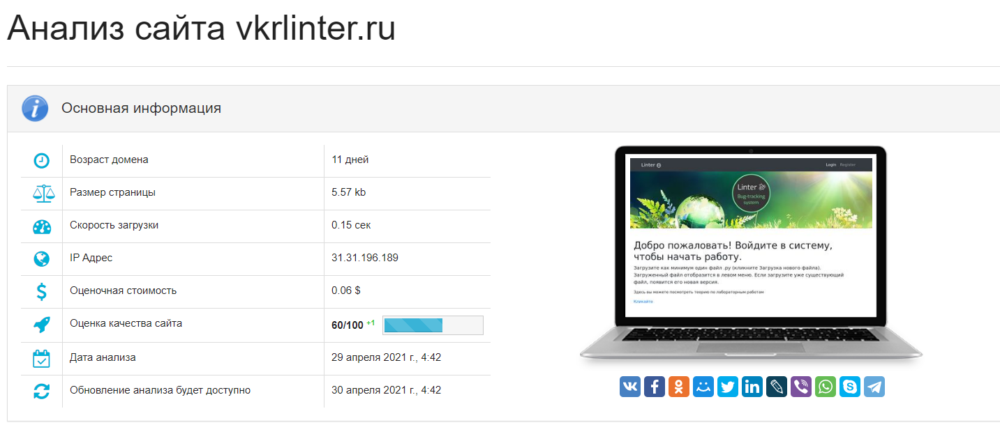 Анализ сайта vkrlinter.ru
Основная информация
Возраст домена 11 дней
Размер страницы 5.57 kb
Скорость загрузки 0.15 сек
IP Адрес 31.31.196.189
Оценочная стоимость 0.06 $
Оценка качества сайта 60/100 +1
Дата анализа 29 апреля 2021 г., 4:42
Обновление анализа будет доступно 30 апреля 2021 г., 4:42
Linter Login Register
Linter
Bug-tracking
system
Добро пожаловать! Войдите в систему,
чтобы начать работу.
Загрузите как минимум один файл .py (кликните Загрузка нового файла).
Загруженный файл отобразится в левом меню. Если загрузите уже существующий
файл, появится его новая версия.
Здесь вы можете посмотреть теорию по лабораторным работам
Кликайте